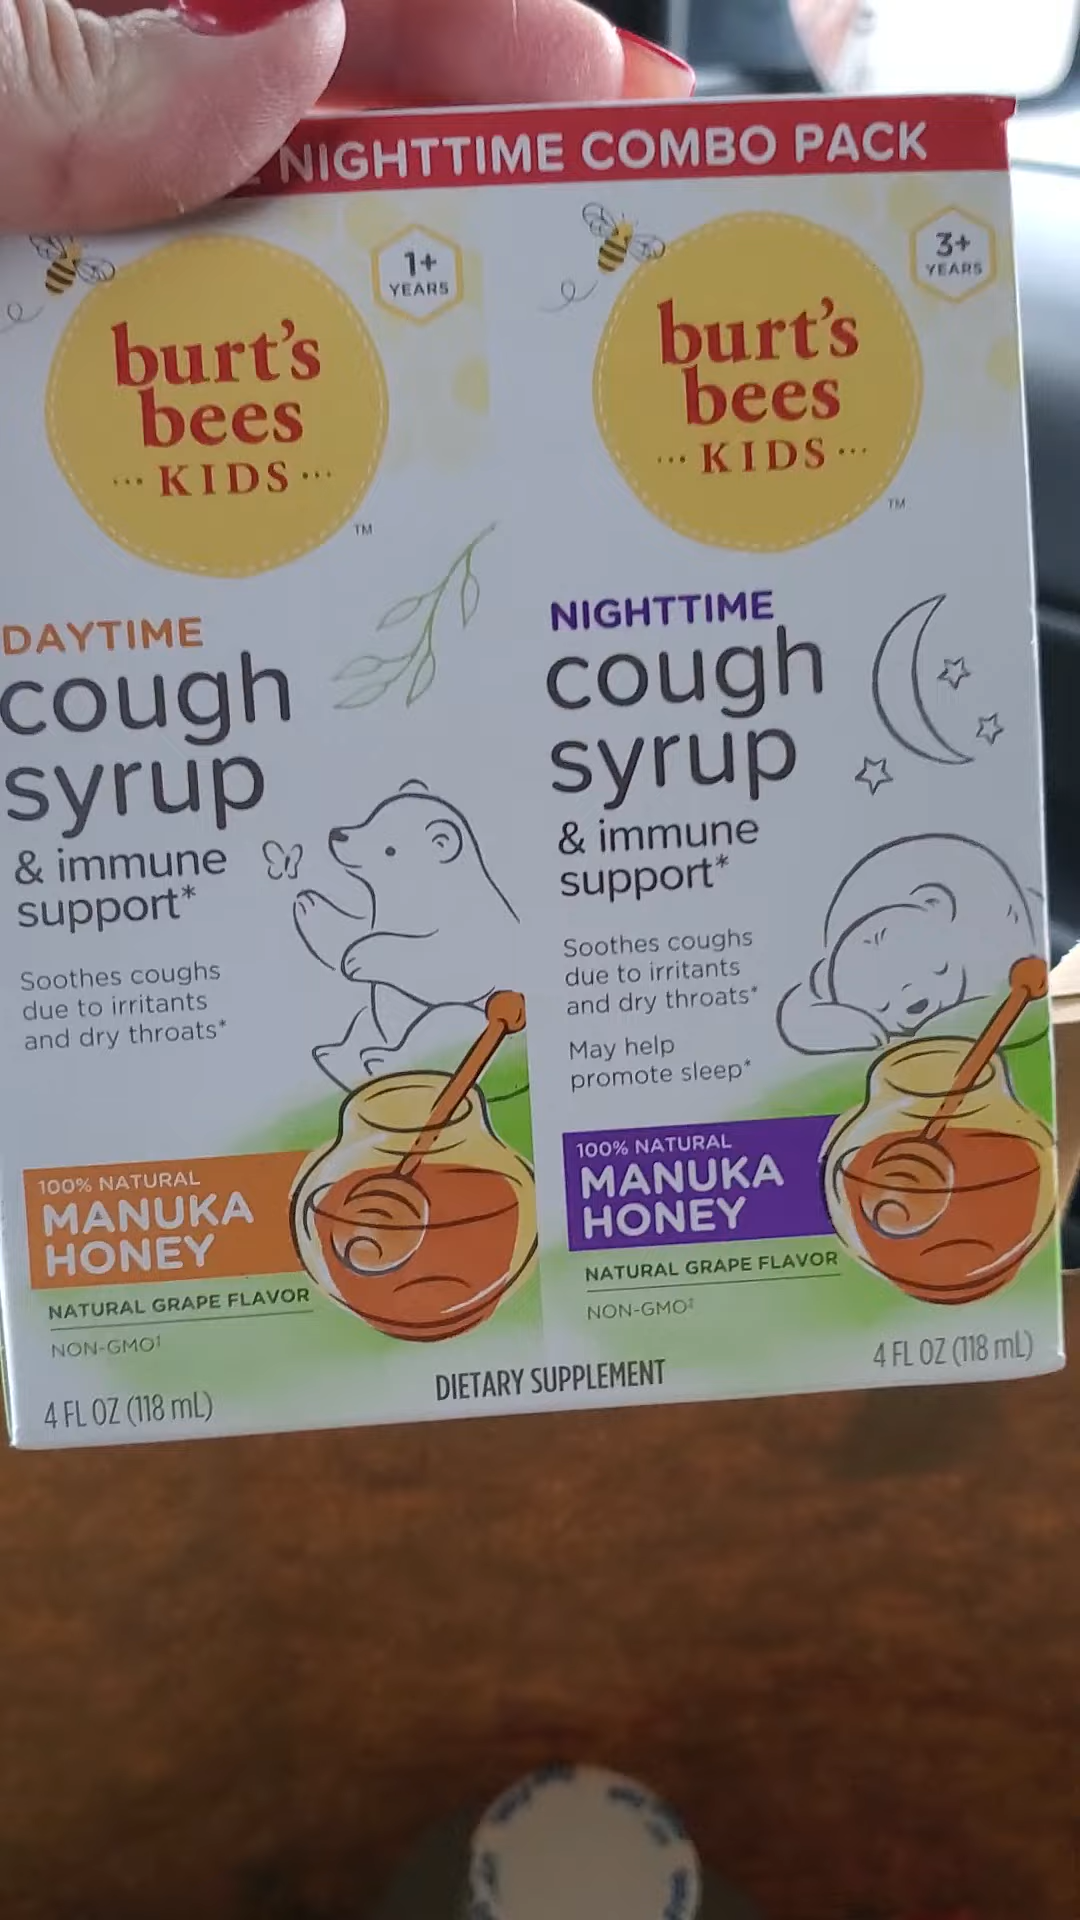 NIGHTTIME COMBO PACK
1+
YEARS
burt's
bees
KIDS
TM
DAYTIME
cough
syrup
& immune
support*
Soothes coughs
due to irritants
and dry throats*
100% NATURAL
MANUKA
HONEY
NATURAL GRAPE FLAVOR
NON-GMO‡
4 FL OZ (118 mL)
3+
YEARS
burt's
bees
KIDS
TM
NIGHTTIME
cough
syrup
& immune
support*
Soothes coughs
due to irritants
and dry throats*
May help
promote sleep*
100% NATURAL
MANUKA
HONEY
NATURAL GRAPE FLAVOR
NON-GMO‡
4 FL OZ (118 mL)
DIETARY SUPPLEMENT